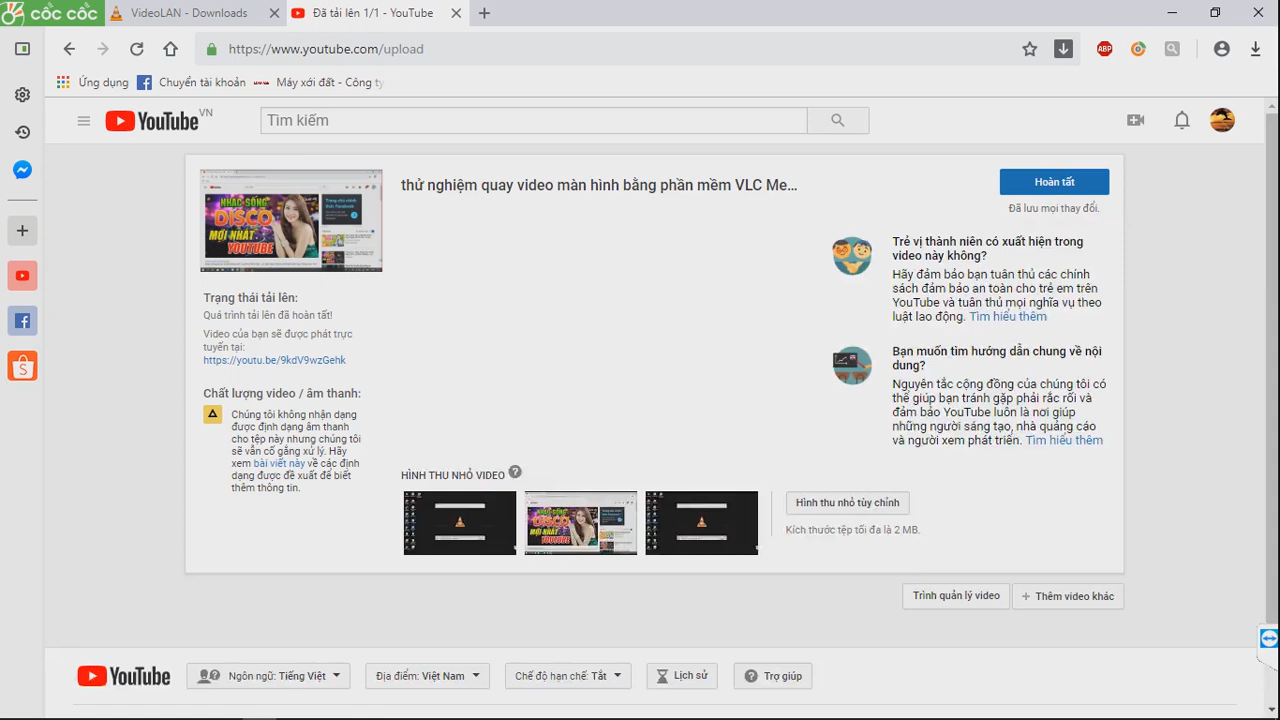 cốc cốc
VideoLAN - Downloads
Đã tải lên 1/1 - YouTube
https://www.youtube.com/upload
ABP
Ứng dụng
Chuyển tài khoản
Máy xới đất - Công ty
YouTube VN
Tìm kiếm
NHẠC SỐNG
DISCO
MỚI NHẤT
YOUTUBE
thử nghiệm quay video màn hình bằng phần mềm VLC Me...
Hoàn tất
Đã lưu mọi thay đổi.
Trẻ vị thành niên có xuất hiện trong
video này không?
Hãy đảm bảo bạn tuân thủ các chính
sách đảm bảo an toàn cho trẻ em trên
YouTube và tuân thủ mọi nghĩa vụ theo
luật lao động. Tìm hiểu thêm
Trạng thái tải lên:
Quá trình tải lên đã hoàn tất!
Video của bạn sẽ được phát trực
tuyến tại:
https://youtu.be/9kdV9wzGehk
Bạn muốn tìm hướng dẫn chung về nội
dung?
Nguyên tắc cộng đồng của chúng tôi có
thể giúp bạn tránh gặp phải rắc rối và
đảm bảo YouTube luôn là nơi giúp
những người sáng tạo, nhà quảng cáo
và người xem phát triển. Tìm hiểu thêm
Chất lượng video / âm thanh:
Chúng tôi không nhận dạng
được định dạng âm thanh
cho tệp này nhưng chúng tôi
sẽ vẫn cố gắng xử lý. Hãy
xem bài viết này về các định
dạng được đề xuất để biết
thêm thông tin.
HÌNH THU NHỎ VIDEO
Hình thu nhỏ tùy chỉnh
Kích thước tệp tối đa là 2 MB.
Trình quản lý video
+ Thêm video khác
YouTube
Ngôn ngữ: Tiếng Việt
Địa điểm: Việt Nam
Chế độ hạn chế: Tắt
Lịch sử
Trợ giúp